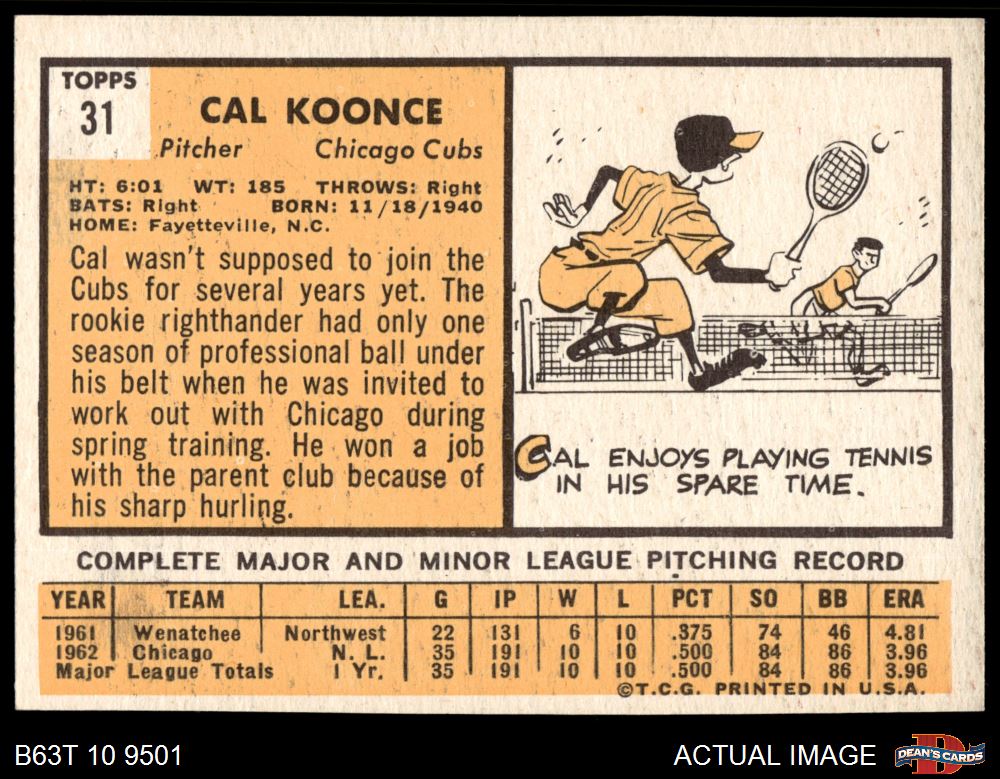 TOPPS
31
CAL KOONCE
Pitcher Chicago Cubs
HT: 6:01 WT: 185 THROWS: Right
BATS: Right BORN: 11/18/1940
HOME: Fayetteville, N.C.
Cal wasn't supposed to join the
Cubs for several years yet. The
rookie righthander had only one
season of professional ball under
his belt when he was invited to
work out with Chicago during
spring training. He won a job
with the parent club because of
his sharp hurling.
CAL ENJOYS PLAYING TENNIS
IN HIS SPARE TIME.
COMPLETE MAJOR AND MINOR LEAGUE PITCHING RECORD
YEAR TEAM LEA. G IP W L PCT SO BB ERA
1961 Wenatchee Northwest 22 131 6 10 .375 74 46 4.81
1962 Chicago N. L. 35 191 10 10 .500 84 86 3.96
Major League Totals 1 Yr. 35 191 10 10 .500 84 86 3.96
©T.C.G. PRINTED IN U.S.A.
B63T 10 9501 ACTUAL IMAGE
D
DEAN'S CARDS